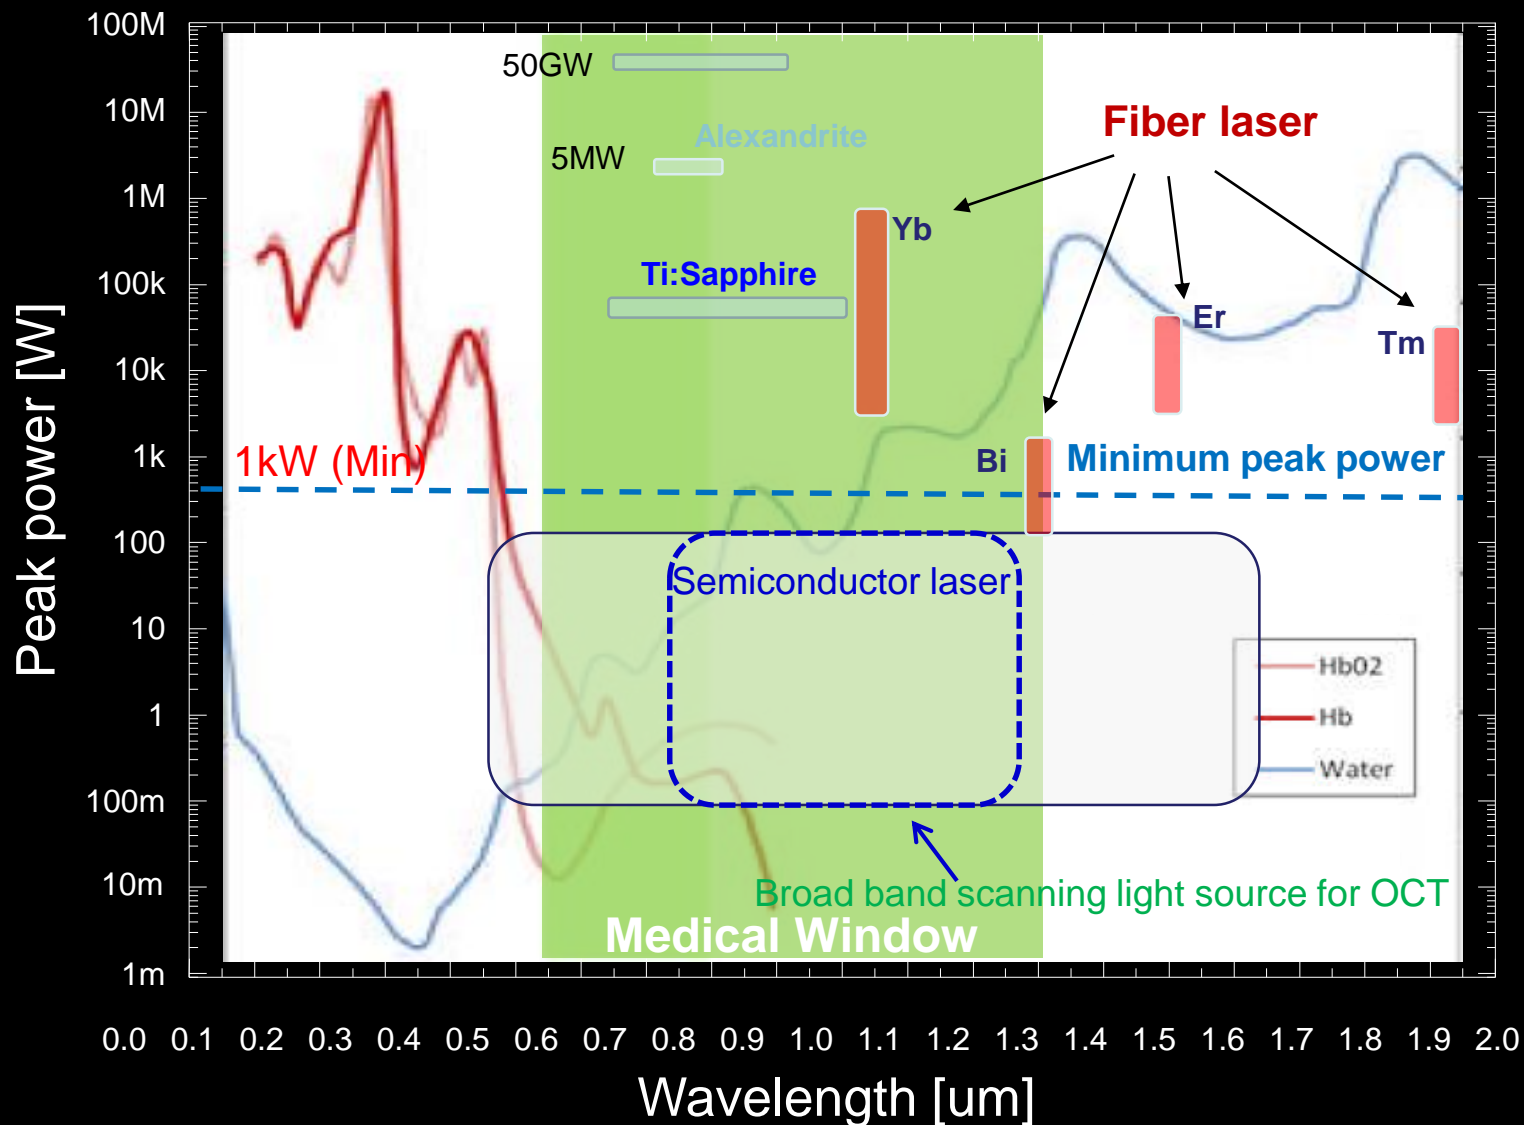 100M
10M
1M
100k
10k
1k
100
10
1
100m
10m
1m
Peak power [W]
50GW
Alexandrite
5MW
Fiber laser
Yb
Ti:Sapphire
Er
Tm
1kW (Min)
Bi
Minimum peak power
Semiconductor laser
Hb02
Hb
Water
Broad band scanning light source for OCT
Medical Window
0.0 0.1 0.2 0.3 0.4 0.5 0.6 0.7 0.8 0.9 1.0 1.1 1.2 1.3 1.4 1.5 1.6 1.7 1.8 1.9 2.0
Wavelength [um]